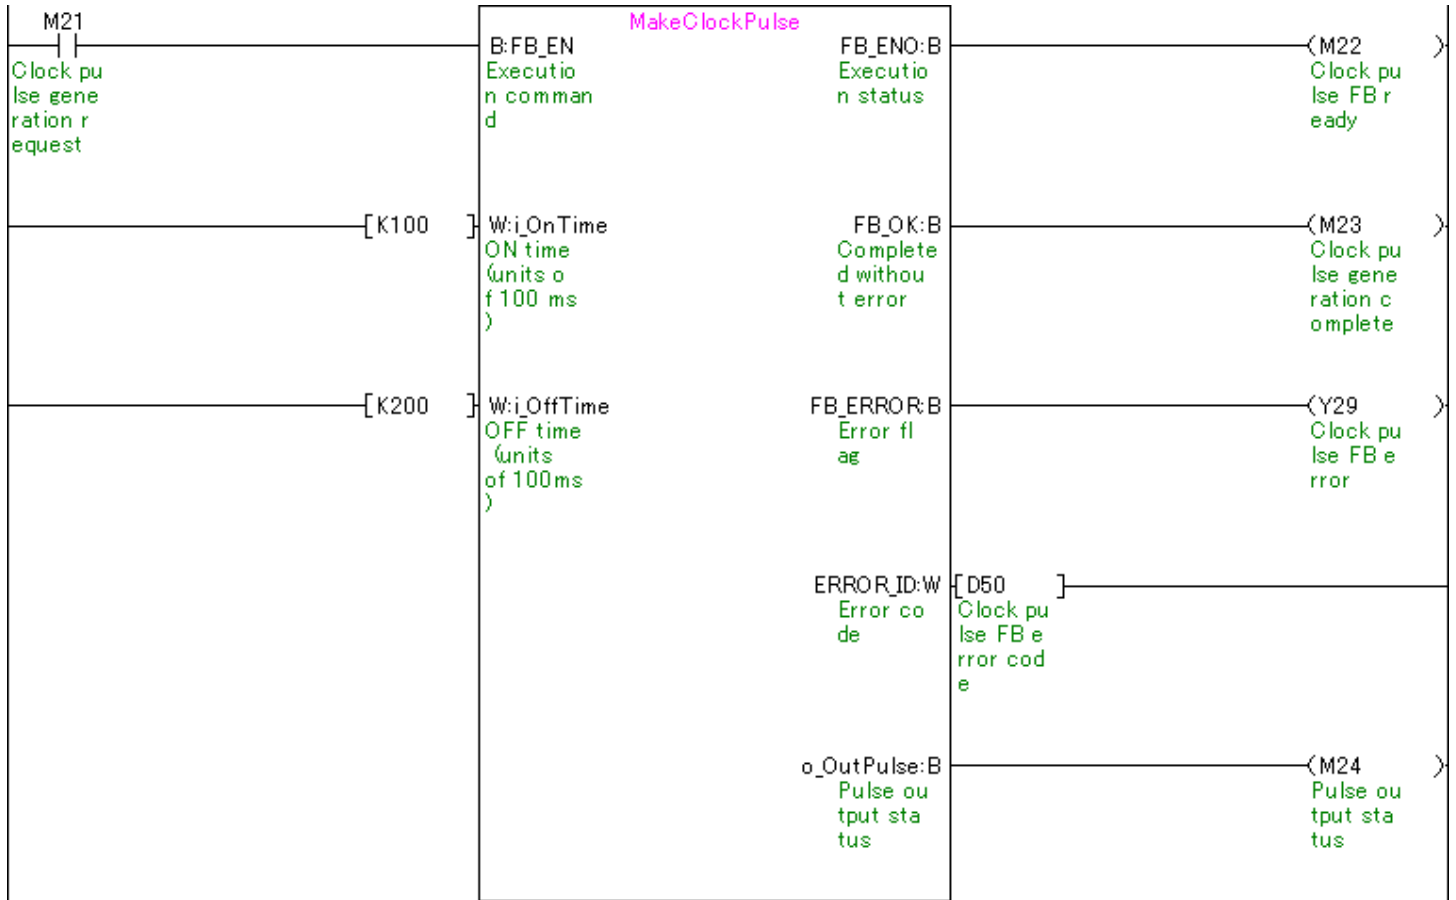 M21
Clock pu
lse gene
ration r
equest
MakeClockPulse
B:FB_EN
Executio
n comman
d
FB_ENO:B
Executio
n status
(M22 )
Clock pu
lse FB r
eady
[K100 ]
W:i_OnTime
ON time
(units o
f 100 ms
)
FB_OK:B
Complete
d withou
t error
(M23 )
Clock pu
lse gene
ration c
omplete
[K200 ]
W:i_OffTime
OFF time
(units
of 100ms
)
FB_ERROR:B
Error fl
ag
(Y29 )
Clock pu
lse FB e
rror
ERROR_ID:W
Error co
de
[D50 ]
Clock pu
lse FB e
rror cod
e
o_OutPulse:B
Pulse ou
tput sta
tus
(M24 )
Pulse ou
tput sta
tus